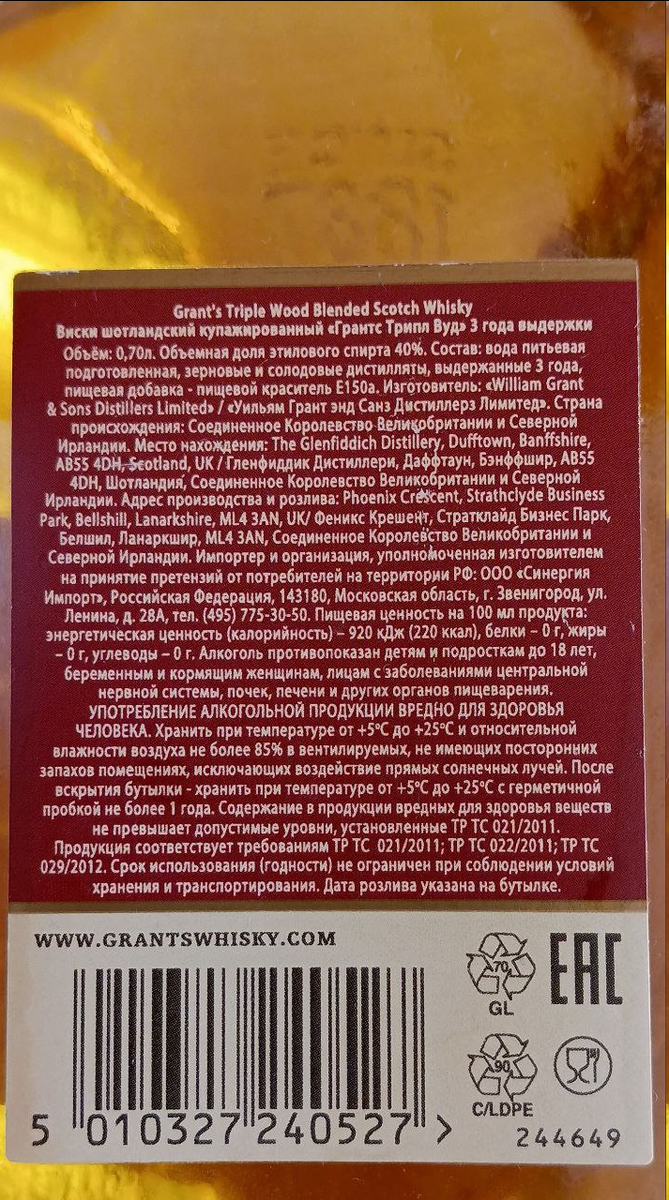 Grant's Triple Wood Blended Scotch Whisky
Виски шотландский купажированный «Грантс Трипл Вуд» 3 года выдержки
Объём: 0,70л. Объемная доля этилового спирта 40%. Состав: вода питьевая
подготовленная, зерновые и солодовые дистилляты, выдержанные 3 года,
пищевая добавка - пищевой краситель Е150а. Изготовитель: «William Grant
& Sons Distillers Limited» / «Уильям Грант энд Санз Дистиллерз Лимитед». Страна
происхождения: Соединенное Королевство Великобритании и Северной
Ирландии. Место нахождения: The Glenfiddich Distillery, Dufftown, Banffshire,
AB55 4DH, Scotland, UK / Гленфиддик Дистиллери, Даффтаун, Бэнффшир, AB55
4DH, Шотландия, Соединенное Королевство Великобритании и Северной
Ирландии. Адрес производства и розлива: Phoenix Crescent, Strathclyde Business
Park, Bellshill, Lanarkshire, ML4 3AN, UK/ Феникс Крешент, Стратклайд Бизнес Парк,
Белшил, Ланаркшир, ML4 3AN, Соединенное Королевство Великобритании и
Северной Ирландии. Импортер и организация, уполномоченная изготовителем
на принятие претензий от потребителей на территории РФ: ООО «Синергия
Импорт», Российская Федерация, 143180, Московская область, г. Звенигород, ул.
Ленина, д. 28А, тел. (495) 775-30-50. Пищевая ценность на 100 мл продукта:
энергетическая ценность (калорийность) – 920 кДж (220 ккал), белки – 0 г, жиры
– 0 г, углеводы – 0 г. Алкоголь противопоказан детям и подросткам до 18 лет,
беременным и кормящим женщинам, лицам с заболеваниями центральной
нервной системы, почек, печени и других органов пищеварения.
УПОТРЕБЛЕНИЕ АЛКОГОЛЬНОЙ ПРОДУКЦИИ ВРЕДНО ДЛЯ ЗДОРОВЬЯ
ЧЕЛОВЕКА. Хранить при температуре от +5°С до +25°С и относительной
влажности воздуха не более 85% в вентилируемых, не имеющих посторонних
запахов помещениях, исключающих воздействие прямых солнечных лучей. После
вскрытия бутылки - хранить при температуре от +5°С до +25°С с герметичной
пробкой не более 1 года. Содержание в продукции вредных для здоровья веществ
не превышает допустимые уровни, установленные ТР ТС 021/2011.
Продукция соответствует требованиям ТР ТС 021/2011; ТР ТС 022/2011; ТР ТС
029/2012. Срок использования (годности) не ограничен при соблюдении условий
хранения и транспортирования. Дата розлива указана на бутылке.
WWW.GRANTSWHISKY.COM
70
GL
EAC
90
C/LDPE
5 010327 240527 >
244649